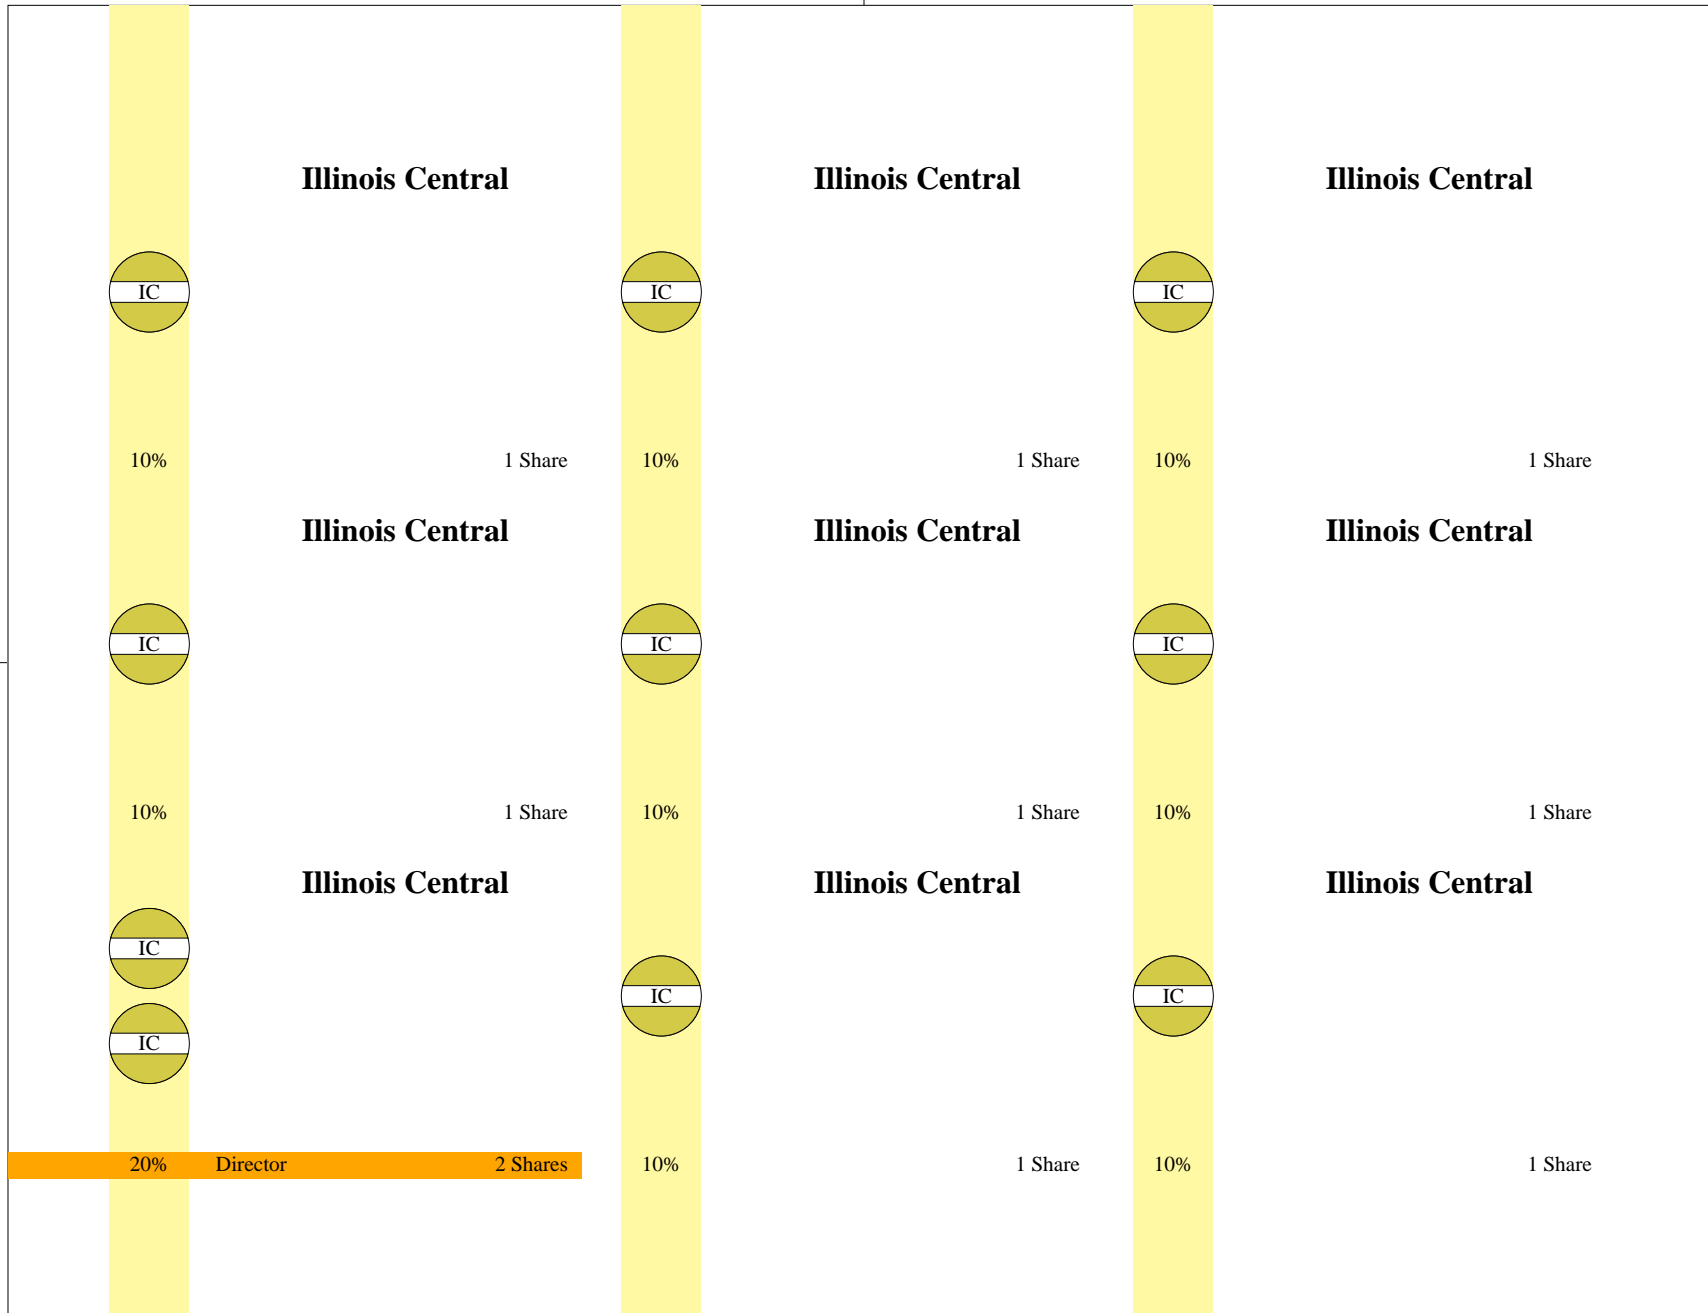 Illinois Central Illinois Central Illinois Central
IC IC IC
10% 1 Share 10% 1 Share 10% 1 Share
Illinois Central Illinois Central Illinois Central
IC IC IC
10% 1 Share 10% 1 Share 10% 1 Share
Illinois Central Illinois Central Illinois Central
IC
IC IC
IC
20% Director 2 Shares 10% 1 Share 10% 1 Share